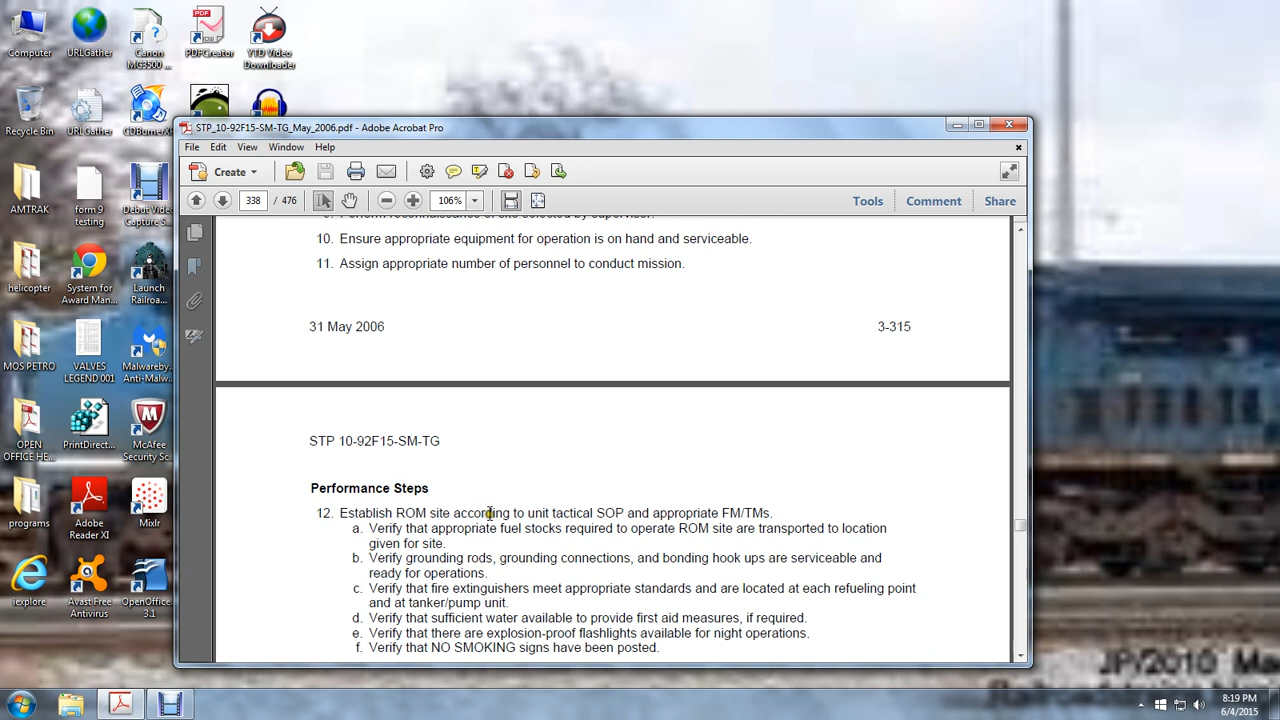 Computer
URLGather
Canon
MG3500 ...
PDFCreator
VTD Video
Downloader
Recycle Bin
URLGather
CDBurnerXP
STP_10-92F15-SM-TG_May_2006.pdf - Adobe Acrobat Pro
File Edit View Window Help
Create
338 / 476
106%
Tools Comment Share
AMTRAK
form 9
testing
Debut Video
Capture S...
helicopter
System for
Award Man...
Launch
Railroa...
MOS PETRO
VALVES
LEGEND 001
Malwareby...
Anti-Malw...
OPEN
OFFICE HE...
PrintDirect...
McAfee
Security Sc...
programs
Adobe
Reader XI
Mixlr
iexplore
Avast Free
Antivirus
OpenOffice...
3.1
10. Ensure appropriate equipment for operation is on hand and serviceable.
11. Assign appropriate number of personnel to conduct mission.
31 May 2006 3-315
STP 10-92F15-SM-TG
Performance Steps
12. Establish ROM site according to unit tactical SOP and appropriate FM/TMs.
a. Verify that appropriate fuel stocks required to operate ROM site are transported to location
given for site.
b. Verify grounding rods, grounding connections, and bonding hook ups are serviceable and
ready for operations.
c. Verify that fire extinguishers meet appropriate standards and are located at each refueling point
and at tanker/pump unit.
d. Verify that sufficient water available to provide first aid measures, if required.
e. Verify that there are explosion-proof flashlights available for night operations.
f. Verify that NO SMOKING signs have been posted.
JP/2010 Ma
8:19 PM
6/4/2015